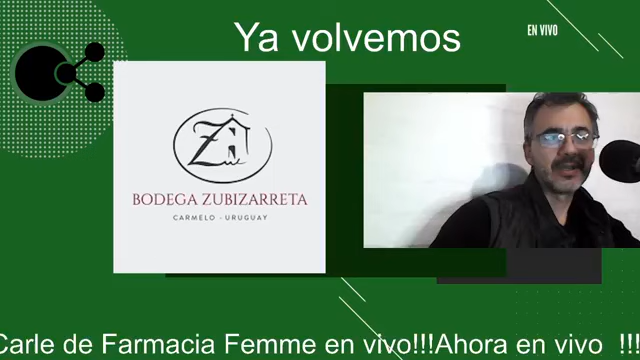 Ya volvemos
EN VIVO
BODEGA ZUBIZARRETA
CARMELO - URUGUAY
Carle de Farmacia Femme en vivo!!!Ahora en vivo !!!